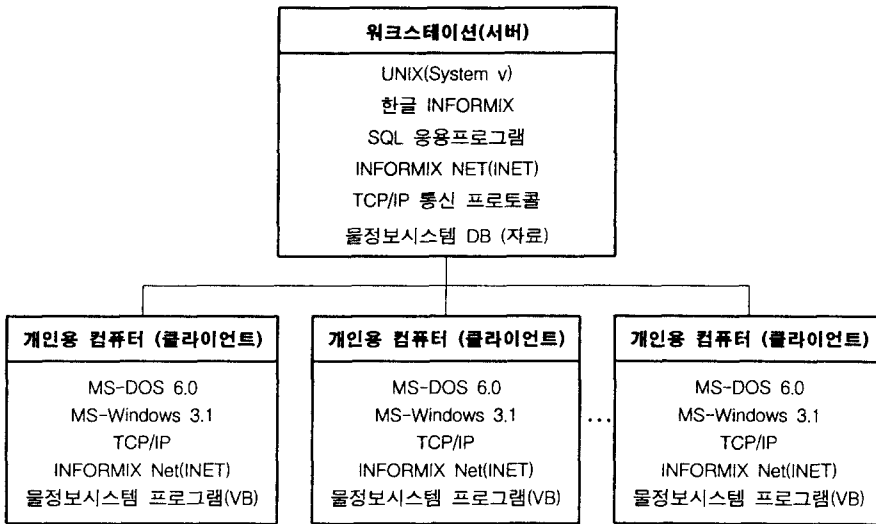 워크스테이션(서버)
UNIX(System v)
한글 INFORMIX
SQL 응용프로그램
INFORMIX NET(INET)
TCP/IP 통신 프로토콜
물정보시스템 DB (자료)
개인용 컴퓨터 (클라이언트)
MS-DOS 6.0
MS-Windows 3.1
TCP/IP
INFORMIX Net(INET)
물정보시스템 프로그램(VB)
개인용 컴퓨터 (클라이언트)
MS-DOS 6.0
MS-Windows 3.1
TCP/IP
INFORMIX Net(INET)
물정보시스템 프로그램(VB)
...
개인용 컴퓨터 (클라이언트)
MS-DOS 6.0
MS-Windows 3.1
TCP/IP
INFORMIX Net(INET)
물정보시스템 프로그램(VB)